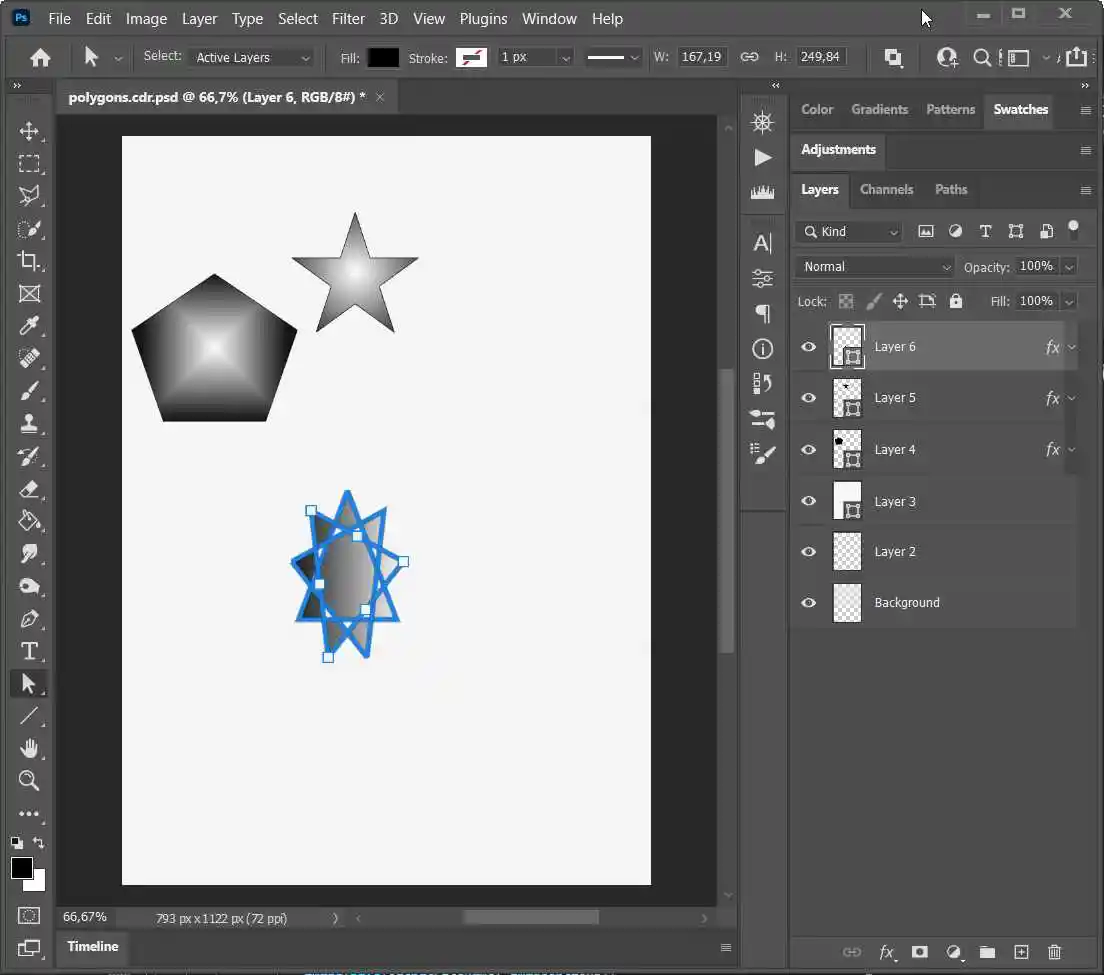 Ps File Edit Image Layer Type Select Filter 3D View Plugins Window Help
Select: Active Layers Fill: Stroke: 1 px W: 167,19 H: 249,84
polygons.cdr.psd @ 66,7% (Layer 6, RGB/8#) *
Color Gradients Patterns Swatches
Adjustments
Layers Channels Paths
Kind
Normal Opacity: 100%
Lock: Fill: 100%
Layer 6 fx
Layer 5 fx
Layer 4 fx
Layer 3
Layer 2
Background
66,67% 793 px x 1122 px (72 ppi)
Timeline
fx